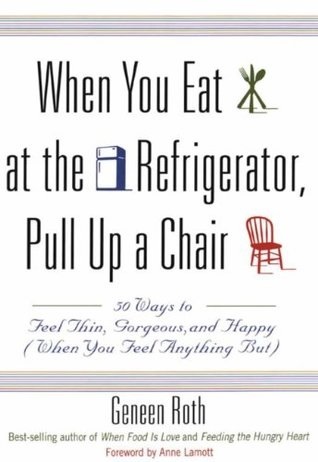 When You Eat
at the Refrigerator,
Pull Up a Chair
50 Ways to
Feel Thin, Gorgeous, and Happy
(When You Feel Anything But)
Geneen Roth
Best-selling author of When Food Is Love and Feeding the Hungry Heart
Foreword by Anne Lamott